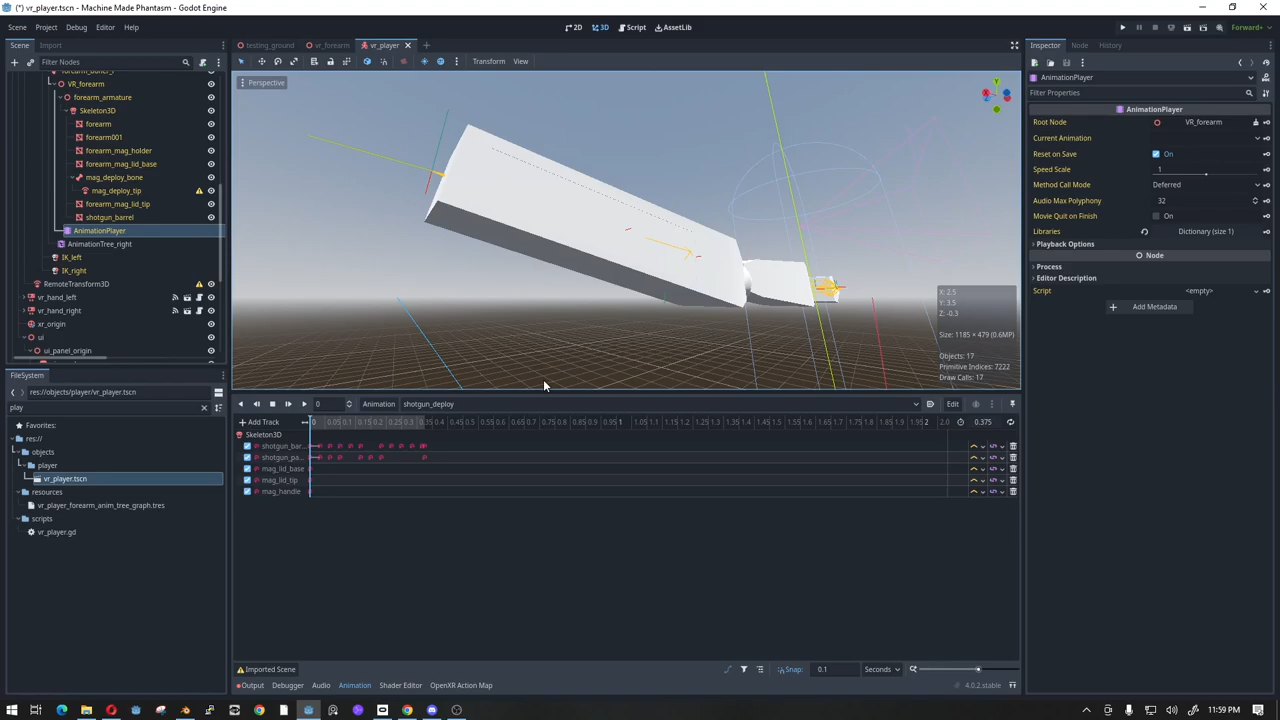 (*) vr_player.tscn - Machine Made Phantasm - Godot Engine
Scene Project Debug Editor Help
2D 3D Script AssetLib
Forward+
Scene Import
testing_ground vr_forearm vr_player
Inspector Node History
Filter Nodes
Transform View
VR_forearm
forearm_armature
Skeleton3D
forearm
forearm001
forearm_mag_holder
forearm_mag_lid_base
mag_deploy_bone
mag_deploy_tip
forearm_mag_lid_tip
shotgun_barrel
AnimationPlayer
AnimationTree_right
IK_left
IK_right
RemoteTransform3D
vr_hand_left
vr_hand_right
xr_origin
ui
ui_panel_origin
Perspective
Y
X: 2.5
Y: 3.5
Z: -0.3
Size: 1185 × 479 (0.6MP)
Objects: 17
Primitive Indices: 7222
Draw Calls: 17
AnimationPlayer
Filter Properties
AnimationPlayer
Root Node VR_forearm
Current Animation
Reset on Save On
Speed Scale 1
Method Call Mode Deferred
Audio Max Polyphony 32
Movie Quit on Finish On
Libraries Dictionary (size 1)
Playback Options
Node
Process
Editor Description
Script <empty>
Add Metadata
FileSystem
res://objects/player/vr_player.tscn
play
Favorites:
res://
objects
player
vr_player.tscn
resources
vr_player_forearm_anim_tree_graph.tres
scripts
vr_player.gd
0 Animation shotgun_deploy Edit
Add Track 0 0.05 0.1 0.15 0.2 0.25 0.3 0.35 0.4 0.45 0.5 0.55 0.6 0.65 0.7 0.75 0.8 0.85 0.9 0.95 1 1.05 1.1 1.15 1.2 1.25 1.3 1.35 1.4 1.45 1.5 1.55 1.6 1.65 1.7 1.75 1.8 1.85 1.9 1.95 2 2.0 0.375
Skeleton3D
shotgun_bar...
shotgun_pa...
mag_lid_base
mag_lid_tip
mag_handle
Imported Scene
Snap: 0.1 Seconds
Output Debugger Audio Animation Shader Editor OpenXR Action Map
4.0.2.stable
11:59 PM